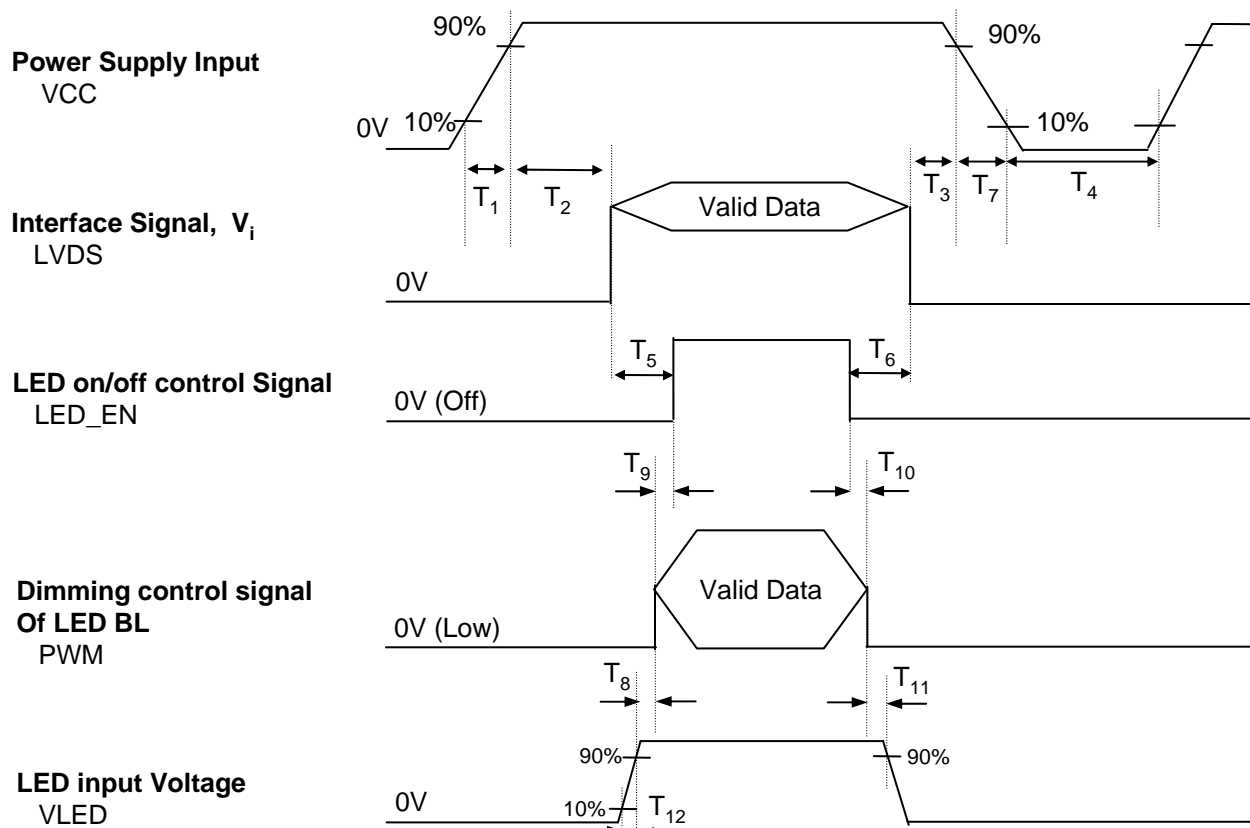 90%
90%
Power Supply Input
VCC
0V
10%
10%
T1
T2
T3
T7
T4
Valid Data
Interface Signal, Vi
LVDS
0V
T5
T6
LED on/off control Signal
LED_EN
0V (Off)
T9
T10
Dimming control signal
Of LED BL
PWM
Valid Data
0V (Low)
T8
T11
90%
90%
LED input Voltage
VLED
0V
10%
T12